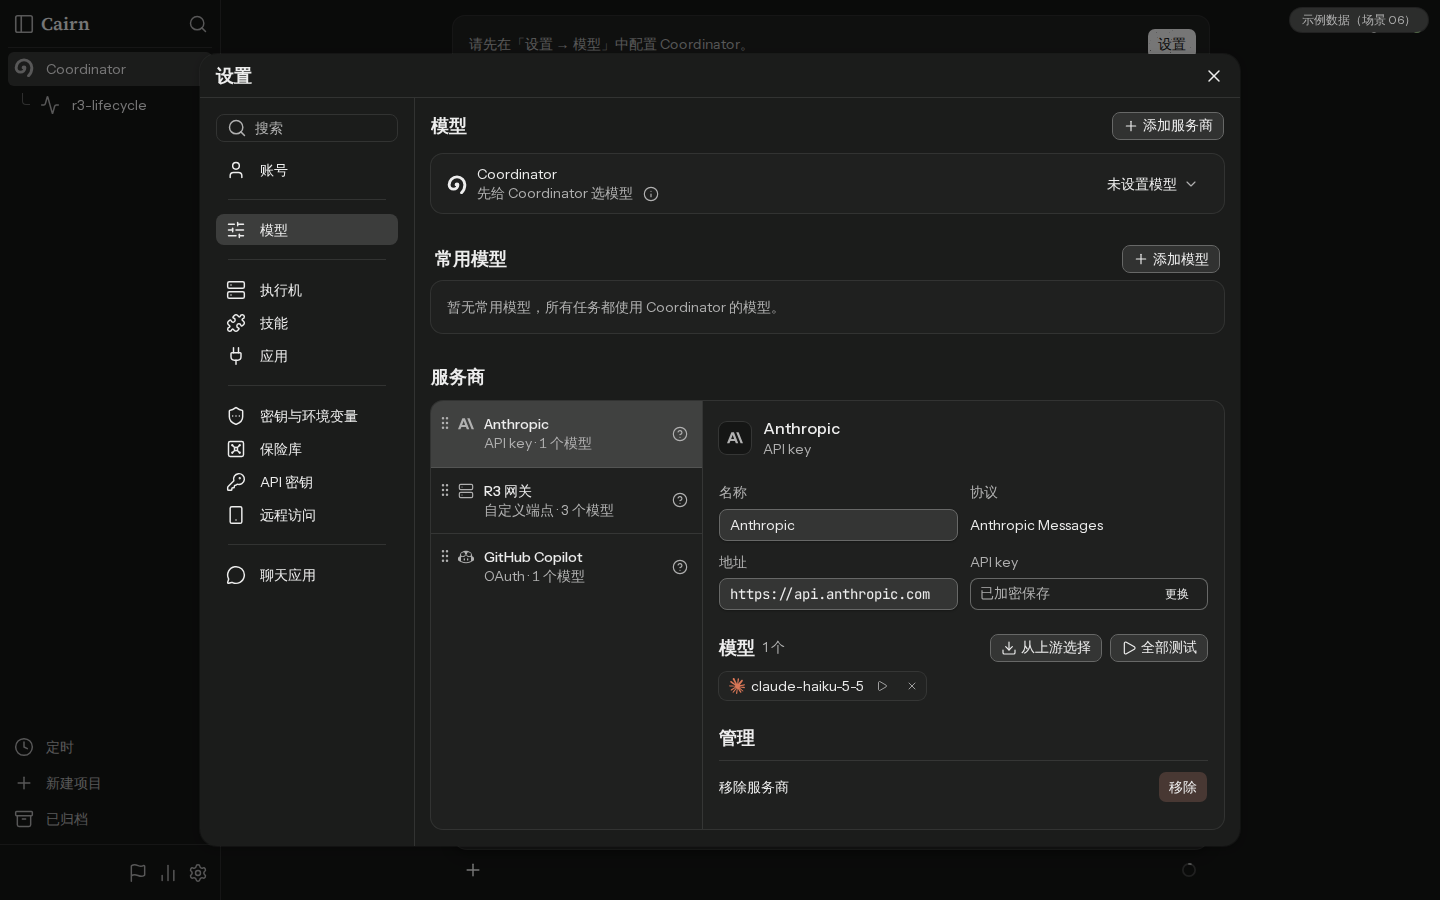 Cairn
Coordinator
r3-lifecycle
定时
新建项目
已归档
请先在「设置 → 模型」中配置 Coordinator。
设置
示例数据（场景 06）
设置
搜索
账号
模型
执行机
技能
应用
密钥与环境变量
保险库
API 密钥
远程访问
聊天应用
模型
添加服务商
Coordinator
先给 Coordinator 选模型
未设置模型
常用模型
添加模型
暂无常用模型，所有任务都使用 Coordinator 的模型。
服务商
Anthropic
API key · 1 个模型
R3 网关
自定义端点 · 3 个模型
GitHub Copilot
OAuth · 1 个模型
Anthropic
API key
名称
协议
Anthropic
Anthropic Messages
地址
API key
https://api.anthropic.com
已加密保存
更换
模型 1 个
从上游选择
全部测试
claude-haiku-5-5
管理
移除服务商
移除